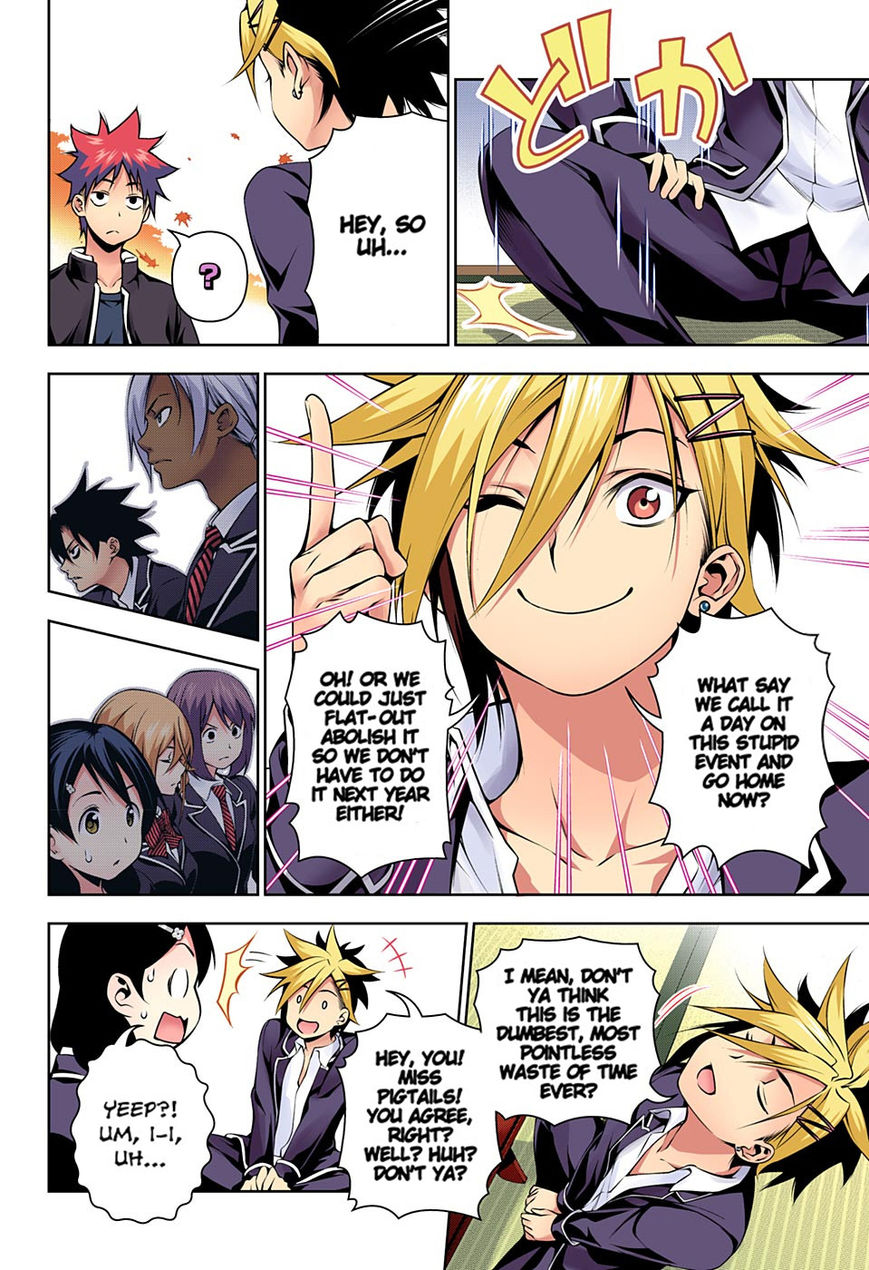 どか
HEY, SO
UH...
?
WHAT SAY
WE CALL IT
A DAY ON
THIS STUPID
EVENT AND
GO HOME
NOW?
OH! OR WE
COULD JUST
FLAT-OUT
ABOLISH IT
SO WE DON'T
HAVE TO DO
IT NEXT YEAR
EITHER!
I MEAN, DON'T
YA THINK
THIS IS THE
DUMBEST, MOST
POINTLESS
WASTE OF TIME
EVER?
HEY, YOU!
MISS
PIGTAILS!
YOU AGREE,
RIGHT?
WELL? HUH?
DON'T YA?
YEEP?!
UM, I-I,
UH...